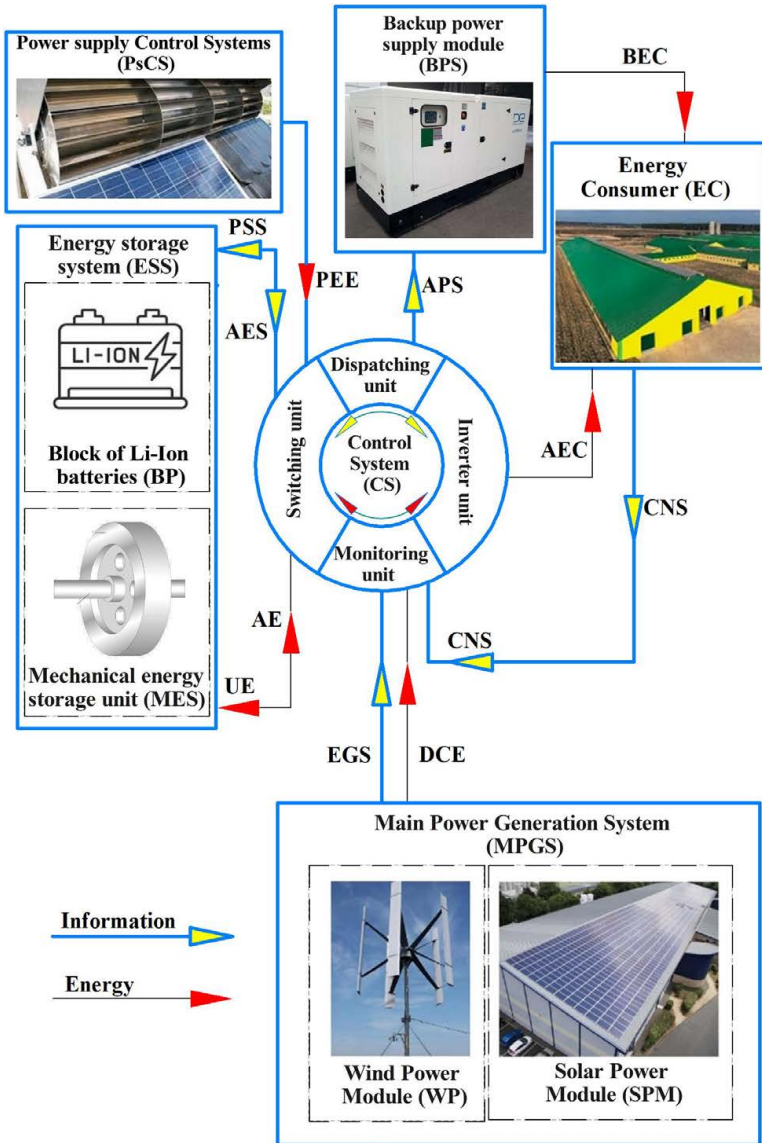 Power supply Control Systems
(PsCS)
Backup power
supply module
(BPS)
BEC
Energy
Consumer (EC)
PSS
Energy storage
system (ESS)
PEE
APS
AES
LI-ION
Block of Li-Ion
batteries (BP)
Dispatching
unit
Switching unit
Control
System
(CS)
Inverter unit
Monitoring
unit
AEC
CNS
AE
CNS
Mechanical energy
storage unit (MES)
UE
EGS
DCE
Main Power Generation System
(MPGS)
Information
Energy
Wind Power
Module (WP)
Solar Power
Module (SPM)